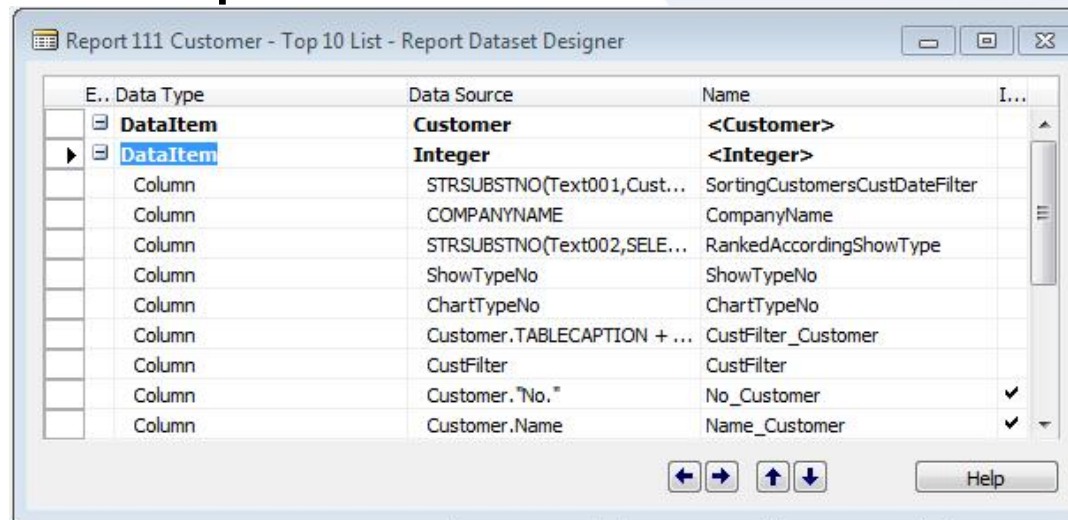 Report 111 Customer - Top 10 List - Report Dataset Designer
E.. Data Type Data Source Name I...
DataItem Customer <Customer>
DataItem Integer <Integer>
Column STRSUBSTNO(Text001,Cust... SortingCustomersCustDateFilter
Column COMPANYNAME CompanyName
Column STRSUBSTNO(Text002,SELE... RankedAccordingShowType
Column ShowTypeNo ShowTypeNo
Column ChartTypeNo ChartTypeNo
Column Customer.TABLECAPTION + ... CustFilter_Customer
Column CustFilter CustFilter
Column Customer."No." No_Customer
Column Customer.Name Name_Customer
Help